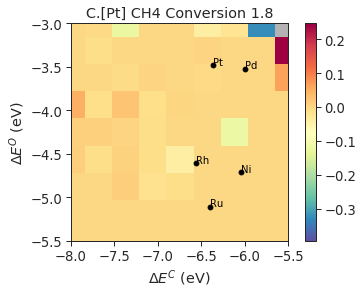 C.[Pt] CH4 Conversion 1.8
−3.0
−3.5
−4.0
−4.5
−5.0
−5.5
ΔE^O (eV)
Pt
Pd
Rh
Ni
Ru
−8.0 −7.5 −7.0 −6.5 −6.0 −5.5
ΔE^C (eV)
0.2
0.1
0.0
−0.1
−0.2
−0.3